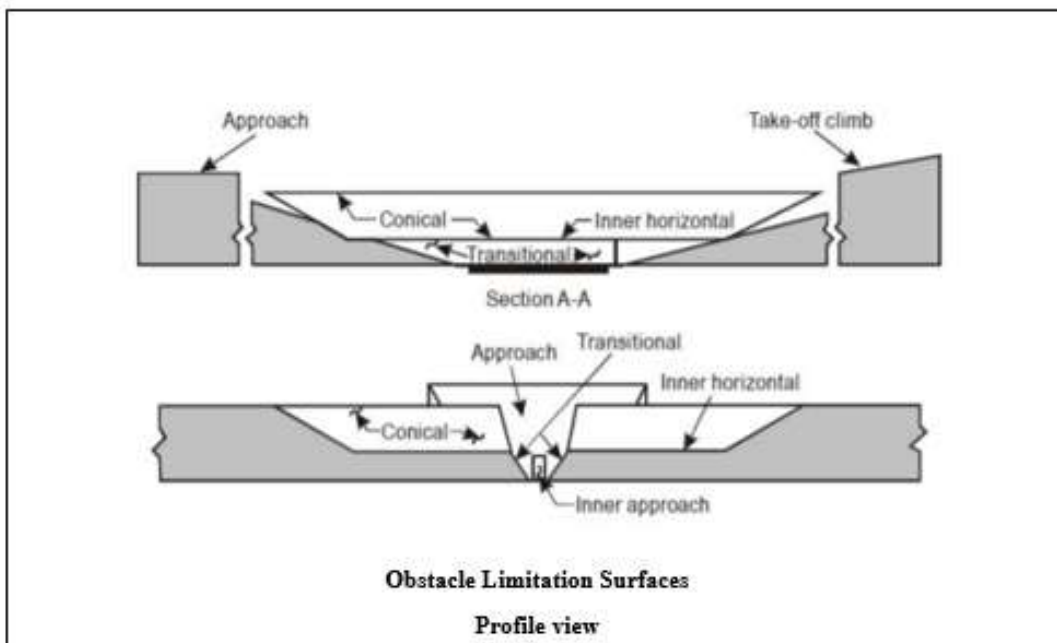 Approach
Take-off climb
Conical
Inner horizontal
Transitional
Section A-A
Transitional
Approach
Inner horizontal
Conical
Inner approach
Obstacle Limitation Surfaces
Profile view